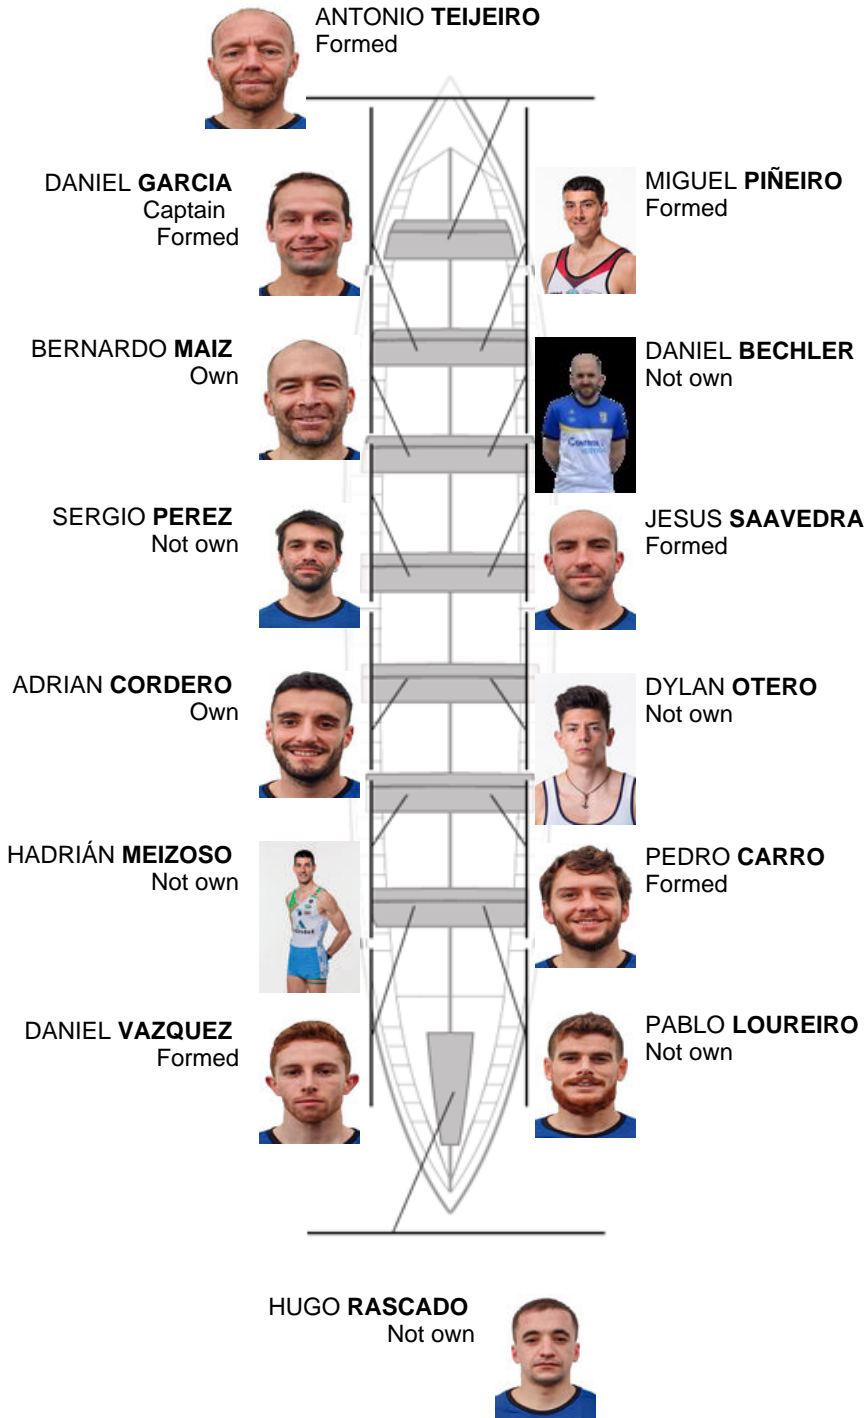 ANTONIO TEIJEIRO
Formed
DANIEL GARCIA
Captain
Formed
MIGUEL PIÑEIRO
Formed
BERNARDO MAIZ
Own
DANIEL BECHLER
Not own
SERGIO PEREZ
Not own
JESUS SAAVEDRA
Formed
ADRIAN CORDERO
Own
DYLAN OTERO
Not own
HADRIÁN MEIZOSO
Not own
PEDRO CARRO
Formed
DANIEL VAZQUEZ
Formed
PABLO LOUREIRO
Not own
HUGO RASCADO
Not own